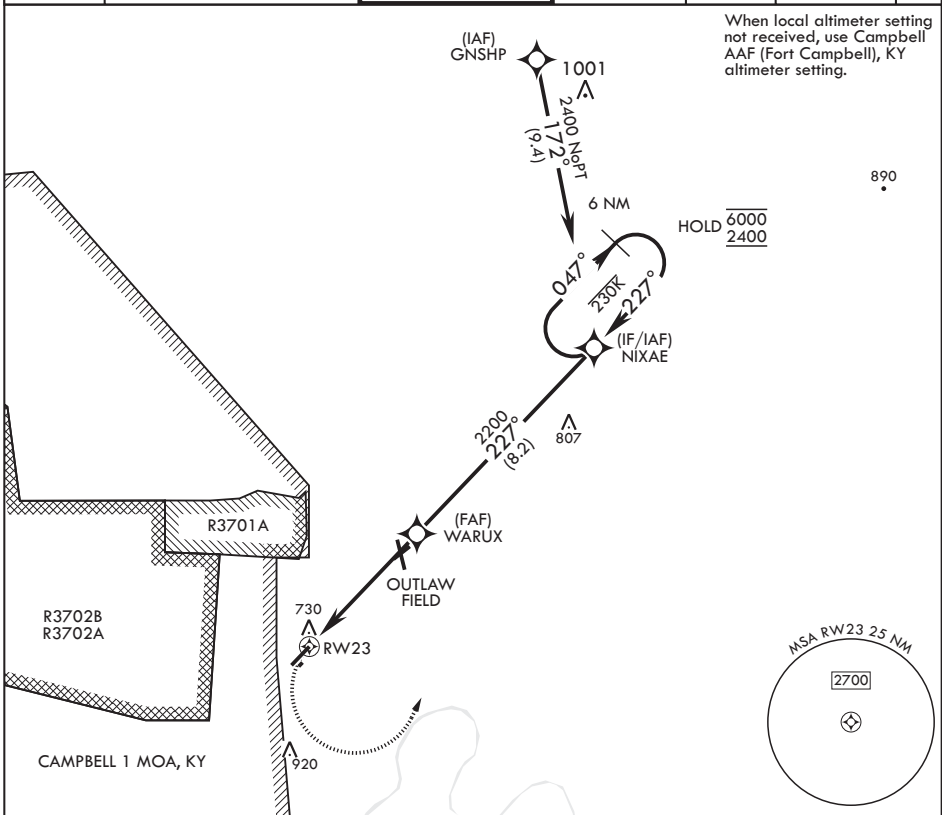 When local altimeter setting
not received, use Campbell
AAF (Fort Campbell), KY
altimeter setting.
(IAF)
GNSHP
1001
2400 NoPT
172°
(9.4)
890
6 NM
HOLD 6000
2400
047°
230K
227°
(IF/IAF)
NIXAE
2200
227°
(8.2)
807
(FAF)
WARUX
R3701A
OUTLAW
FIELD
R3702B
R3702A
730
RW23
MSA RW23 25 NM
2700
CAMPBELL 1 MOA, KY
920